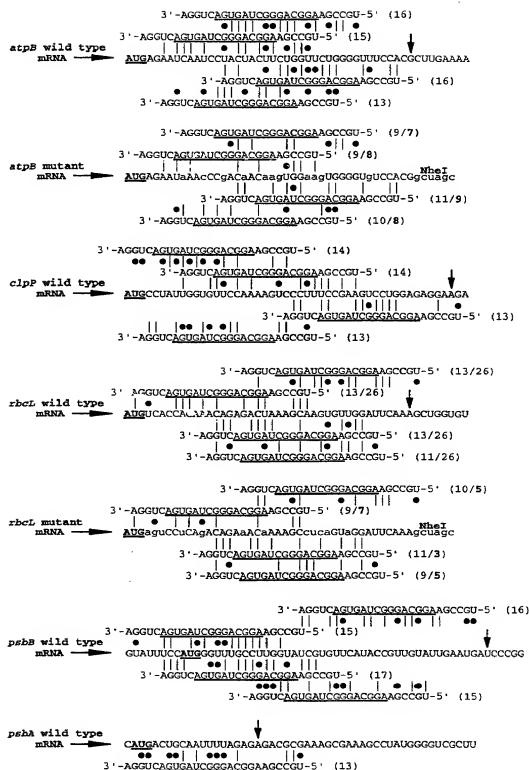 3'-AGGUCAGUGAUCGGGACGGAAGCCGU-5' (16)
3'-AGGUCAGUGAUCGGGACGGAAGCCGU-5' (15)
atpB wild type
mRNA AUGAGAAUCAAUCCUACUACUUCUGGUUCUGGGGUUUCCACGCUUGAAAA
3'-AGGUCAGUGAUCGGGACGGAAGCCGU-5' (16)
3'-AGGUCAGUGAUCGGGACGGAAGCCGU-5' (13)
3'-AGGUCAGUGAUCGGGACGGAAGCCGU-5' (9/7)
3'-AGGUCAGUGAUCGGGACGGAAGCCGU-5' (9/8)
atpB mutant
NheI
mRNA AUGAGAAUaAAcCCgACaACaagUGGaagUGGGGUgUCCACGgcuagc
3'-AGGUCAGUGAUCGGGACGGAAGCCGU-5' (11/9)
3'-AGGUCAGUGAUCGGGACGGAAGCCGU-5' (10/8)
3'-AGGUCAGUGAUCGGGACGGAAGCCGU-5' (14)
3'-AGGUCAGUGAUCGGGACGGAAGCCGU-5' (14)
clpP wild type
mRNA AUGCCUAUUGGUGUUCCAAAAGUCCCUUUCCGAAGUCCUGGAGAGGAAGA
3'-AGGUCAGUGAUCGGGACGGAAGCCGU-5' (13)
3'-AGGUCAGUGAUCGGGACGGAAGCCGU-5' (13)
3'-AGGUCAGUGAUCGGGACGGAAGCCGU-5' (13/26)
3'-AGGUCAGUGAUCGGGACGGAAGCCGU-5' (13/26)
rbcL wild type
mRNA AUGUCACCACAAACAGAGACUAAAGCAAGUGUUGGAUUCAAAGCUGGUGU
3'-AGGUCAGUGAUCGGGACGGAAGCCGU-5' (13/26)
3'-AGGUCAGUGAUCGGGACGGAAGCCGU-5' (11/26)
3'-AGGUCAGUGAUCGGGACGGAAGCCGU-5' (10/5)
3'-AGGUCAGUGAUCGGGACGGAAGCCGU-5' (9/7)
rbcL mutant
NheI
mRNA AUGaguCCUCAgACAGAaACaAAAGCcucaGUaGGAUUCAAAgcuagc
3'-AGGUCAGUGAUCGGGACGGAAGCCGU-5' (11/3)
3'-AGGUCAGUGAUCGGGACGGAAGCCGU-5' (9/5)
3'-AGGUCAGUGAUCGGGACGGAAGCCGU-5' (16)
3'-AGGUCAGUGAUCGGGACGGAAGCCGU-5' (15)
psbB wild type
mRNA GUAUUUCCAUGGGUUUGCCUUGGUAUCGUGUUCAUACCGUUGUAUUGAAUGAUCCCGG
3'-AGGUCAGUGAUCGGGACGGAAGCCGU-5' (17)
3'-AGGUCAGUGAUCGGGACGGAAGCCGU-5' (15)
psbA wild type
mRNA CAUGACUGCAAUUUUAGAGAGACGCGAAAGCGAAAGCCUAUGGGGUCGCUU
3'-AGGUCAGUGAUCGGGACGGAAGCCGU-5' (13)